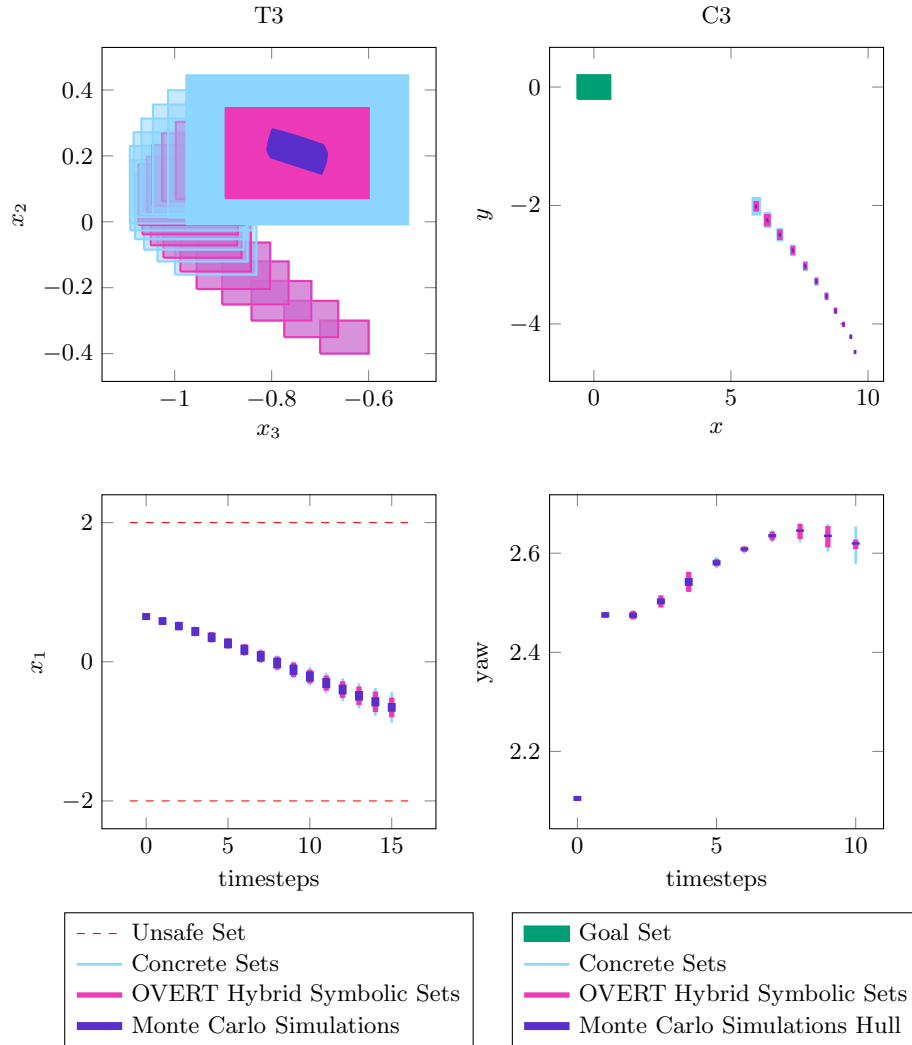 T3
C3
0.4
0.2
0
−0.2
−0.4
x2
−1
−0.8
−0.6
x3
0
−2
−4
y
0
5
10
x
2
0
−2
x1
0
5
10
15
timesteps
2.6
2.4
2.2
yaw
0
5
10
timesteps
Unsafe Set
Concrete Sets
OVERT Hybrid Symbolic Sets
Monte Carlo Simulations
Goal Set
Concrete Sets
OVERT Hybrid Symbolic Sets
Monte Carlo Simulations Hull